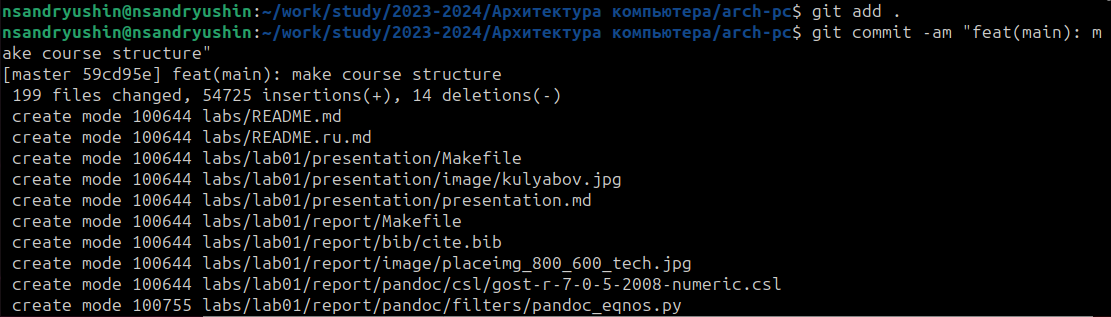 nsandryushin@nsandryushin:~/work/study/2023-2024/Архитектура компьютера/arch-pc$ git add .
nsandryushin@nsandryushin:~/work/study/2023-2024/Архитектура компьютера/arch-pc$ git commit -am "feat(main): m
ake course structure"
[master 59cd95e] feat(main): make course structure
 199 files changed, 54725 insertions(+), 14 deletions(-)
 create mode 100644 labs/README.md
 create mode 100644 labs/README.ru.md
 create mode 100644 labs/lab01/presentation/Makefile
 create mode 100644 labs/lab01/presentation/image/kulyabov.jpg
 create mode 100644 labs/lab01/presentation/presentation.md
 create mode 100644 labs/lab01/report/Makefile
 create mode 100644 labs/lab01/report/bib/cite.bib
 create mode 100644 labs/lab01/report/image/placeimg_800_600_tech.jpg
 create mode 100644 labs/lab01/report/pandoc/csl/gost-r-7-0-5-2008-numeric.csl
 create mode 100755 labs/lab01/report/pandoc/filters/pandoc_eqnos.py